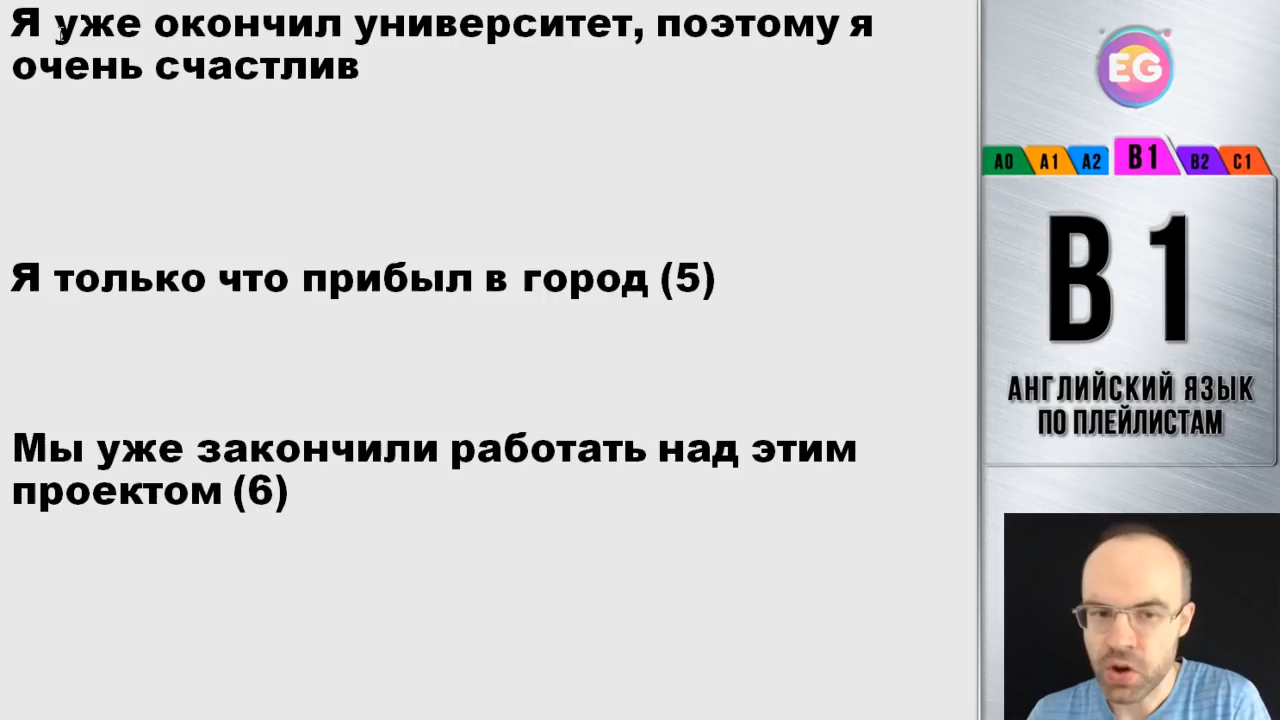 Я уже окончил университет, поэтому я
очень счастлив
Я только что прибыл в город (5)
Мы уже закончили работать над этим
проектом (6)
EG
A0 A1 A2 B1 B2 C1
B1
АНГЛИЙСКИЙ ЯЗЫК
ПО ПЛЕЙЛИСТАМ